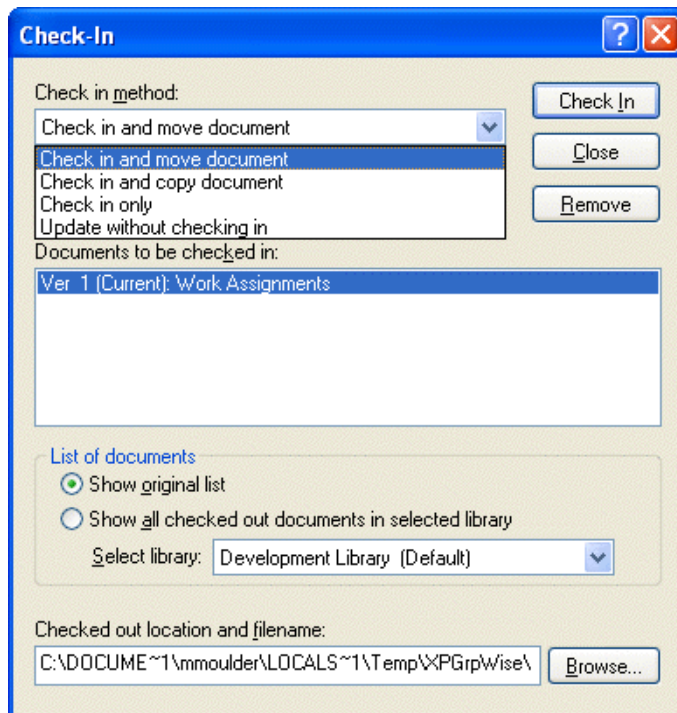 Check-In
Check in method:
Check In
Check in and move document
Close
Check in and move document
Check in and copy document
Check in only
Update without checking in
Remove
Documents to be checked in:
Ver 1 (Current): Work Assignments
List of documents
Show original list
Show all checked out documents in selected library
Select library: Development Library (Default)
Checked out location and filename:
C:\DOCUME~1\mmoulder\LOCALS~1\Temp\XPGrpWise\ Browse...